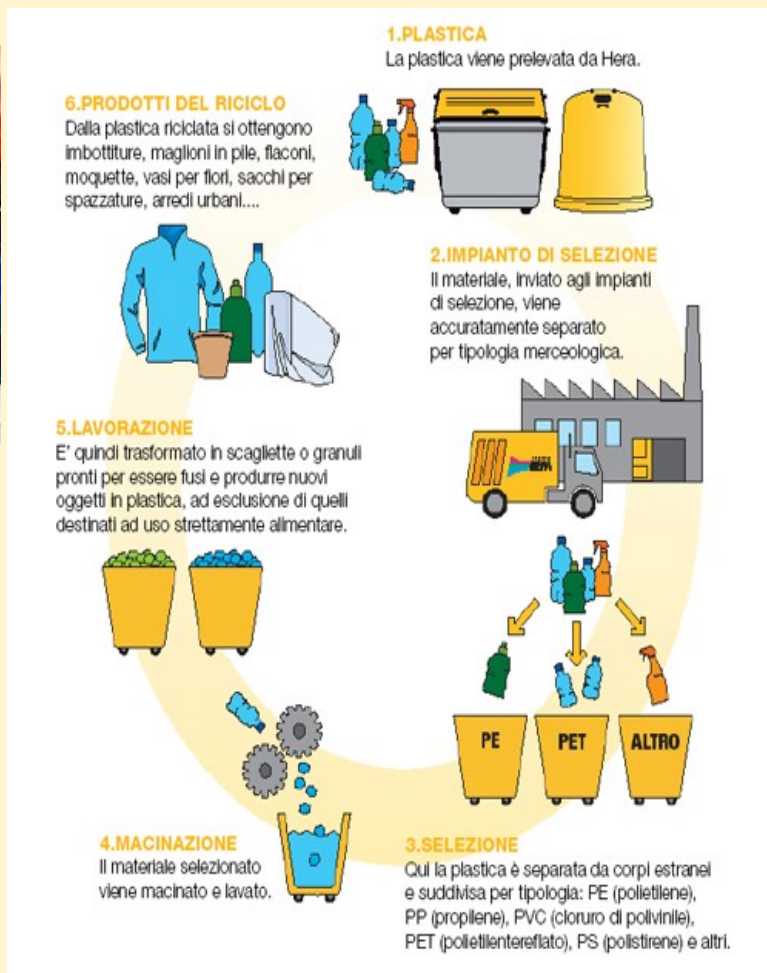 1.PLASTICA
La plastica viene prelevata da Hera.
2.IMPIANTO DI SELEZIONE
Il materiale, inviato agli impianti
di selezione, viene
accuratamente separato
per tipologia merceologica.
PE
PET
ALTRO
3.SELEZIONE
Qui la plastica è separata da corpi estranei
e suddivisa per tipologia: PE (polietilene),
PP (propilene), PVC (cloruro di polivinile),
PET (polietilentereflato), PS (polistirene) e altri.
4.MACINAZIONE
Il materiale selezionato
viene macinato e lavato.
5.LAVORAZIONE
E' quindi trasformato in scagliette o granuli
pronti per essere fusi e produrre nuovi
oggetti in plastica, ad esclusione di quelli
destinati ad uso strettamente alimentare.
6.PRODOTTI DEL RICICLO
Dalla plastica riciclata si ottengono
imbottiture, maglioni in pile, flaconi,
moquette, vasi per fiori, sacchi per
spazzature, arredi urbani....